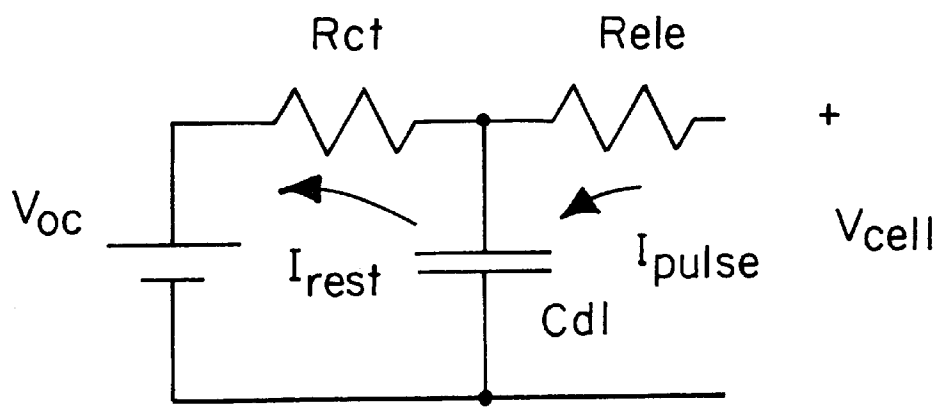 Rct
Rele
+
Voc
Irest
Ipulse
Vcell
Cdl